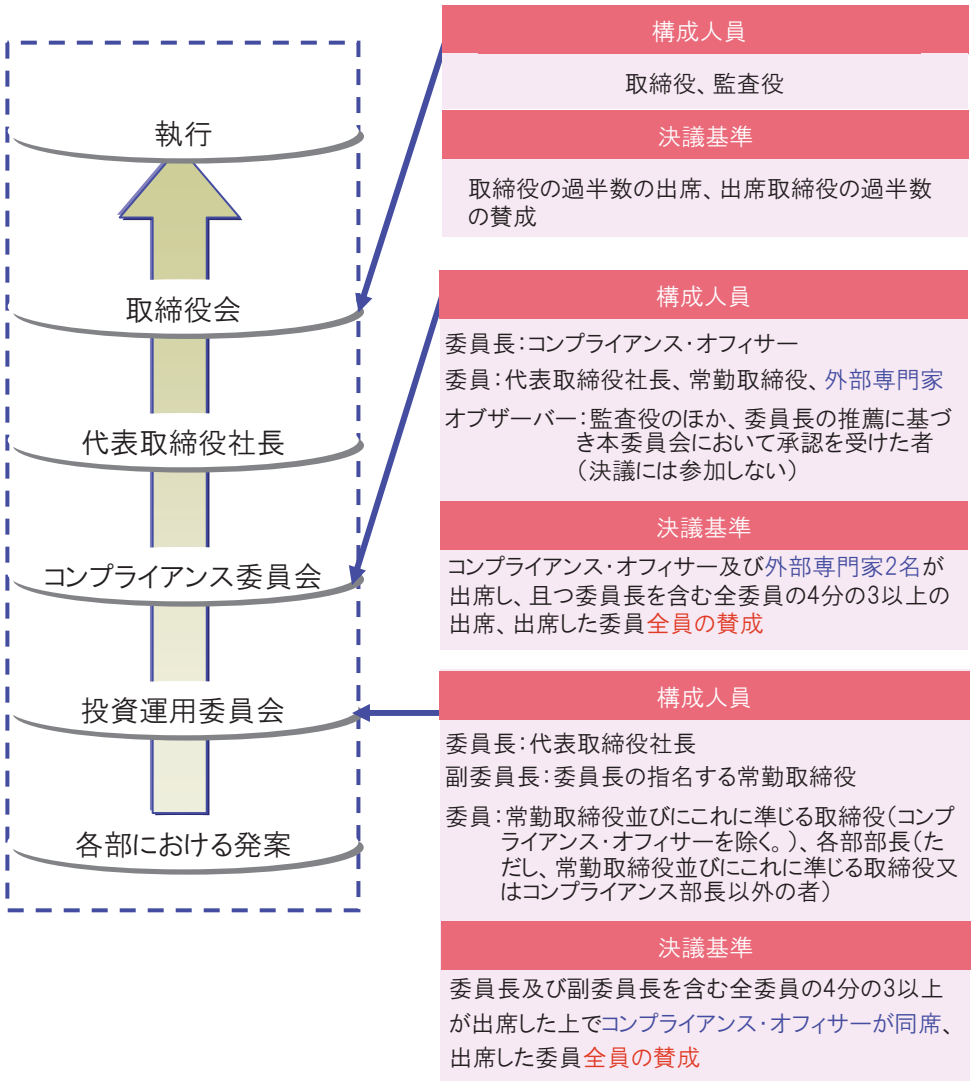 執行
取締役会
代表取締役社長
コンプライアンス委員会
投資運用委員会
各部における発案
構成人員
取締役、監査役
決議基準
取締役の過半数の出席、出席取締役の過半数
の賛成
構成人員
委員長：コンプライアンス・オフィサー
委員：代表取締役社長、常勤取締役、外部専門家
オブザーバー：監査役のほか、委員長の推薦に基づ
き本委員会において承認を受けた者
（決議には参加しない）
決議基準
コンプライアンス・オフィサー及び外部専門家2名が
出席し、且つ委員長を含む全委員の4分の3以上の
出席、出席した委員全員の賛成
構成人員
委員長：代表取締役社長
副委員長：委員長の指名する常勤取締役
委員：常勤取締役並びにこれに準じる取締役（コンプ
ライアンス・オフィサーを除く。）、各部部長（た
だし、常勤取締役並びにこれに準じる取締役又
はコンプライアンス部長以外の者）
決議基準
委員長及び副委員長を含む全委員の4分の3以上
が出席した上でコンプライアンス・オフィサーが同席、
出席した委員全員の賛成